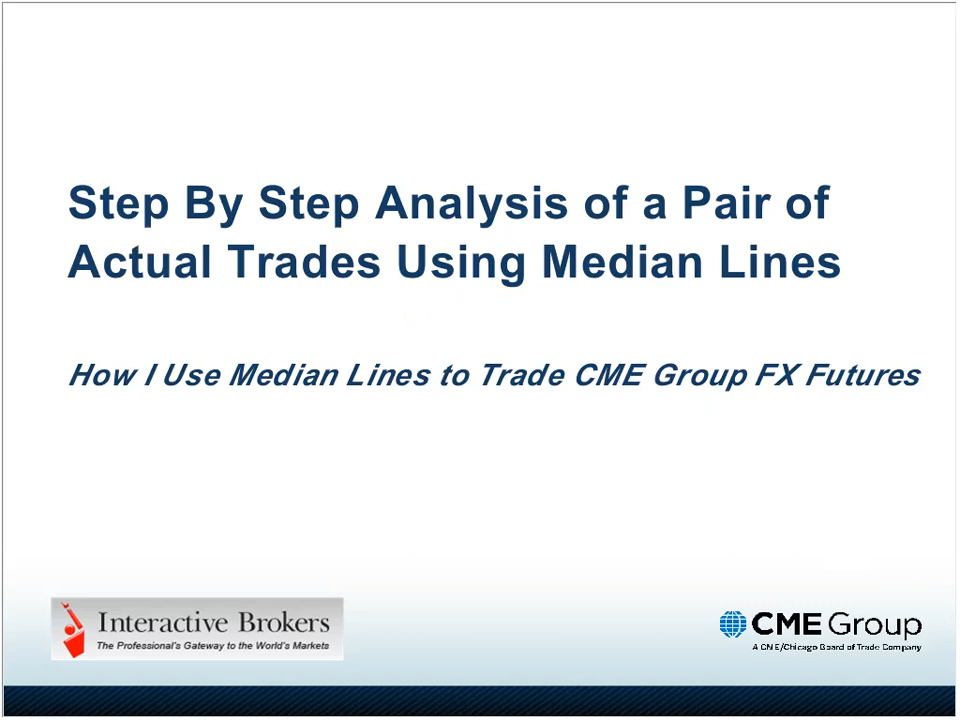 Step By Step Analysis of a Pair of
Actual Trades Using Median Lines
How I Use Median Lines to Trade CME Group FX Futures
Interactive Brokers
The Professional's Gateway to the World's Markets
CME Group
A CME/Chicago Board of Trade Company